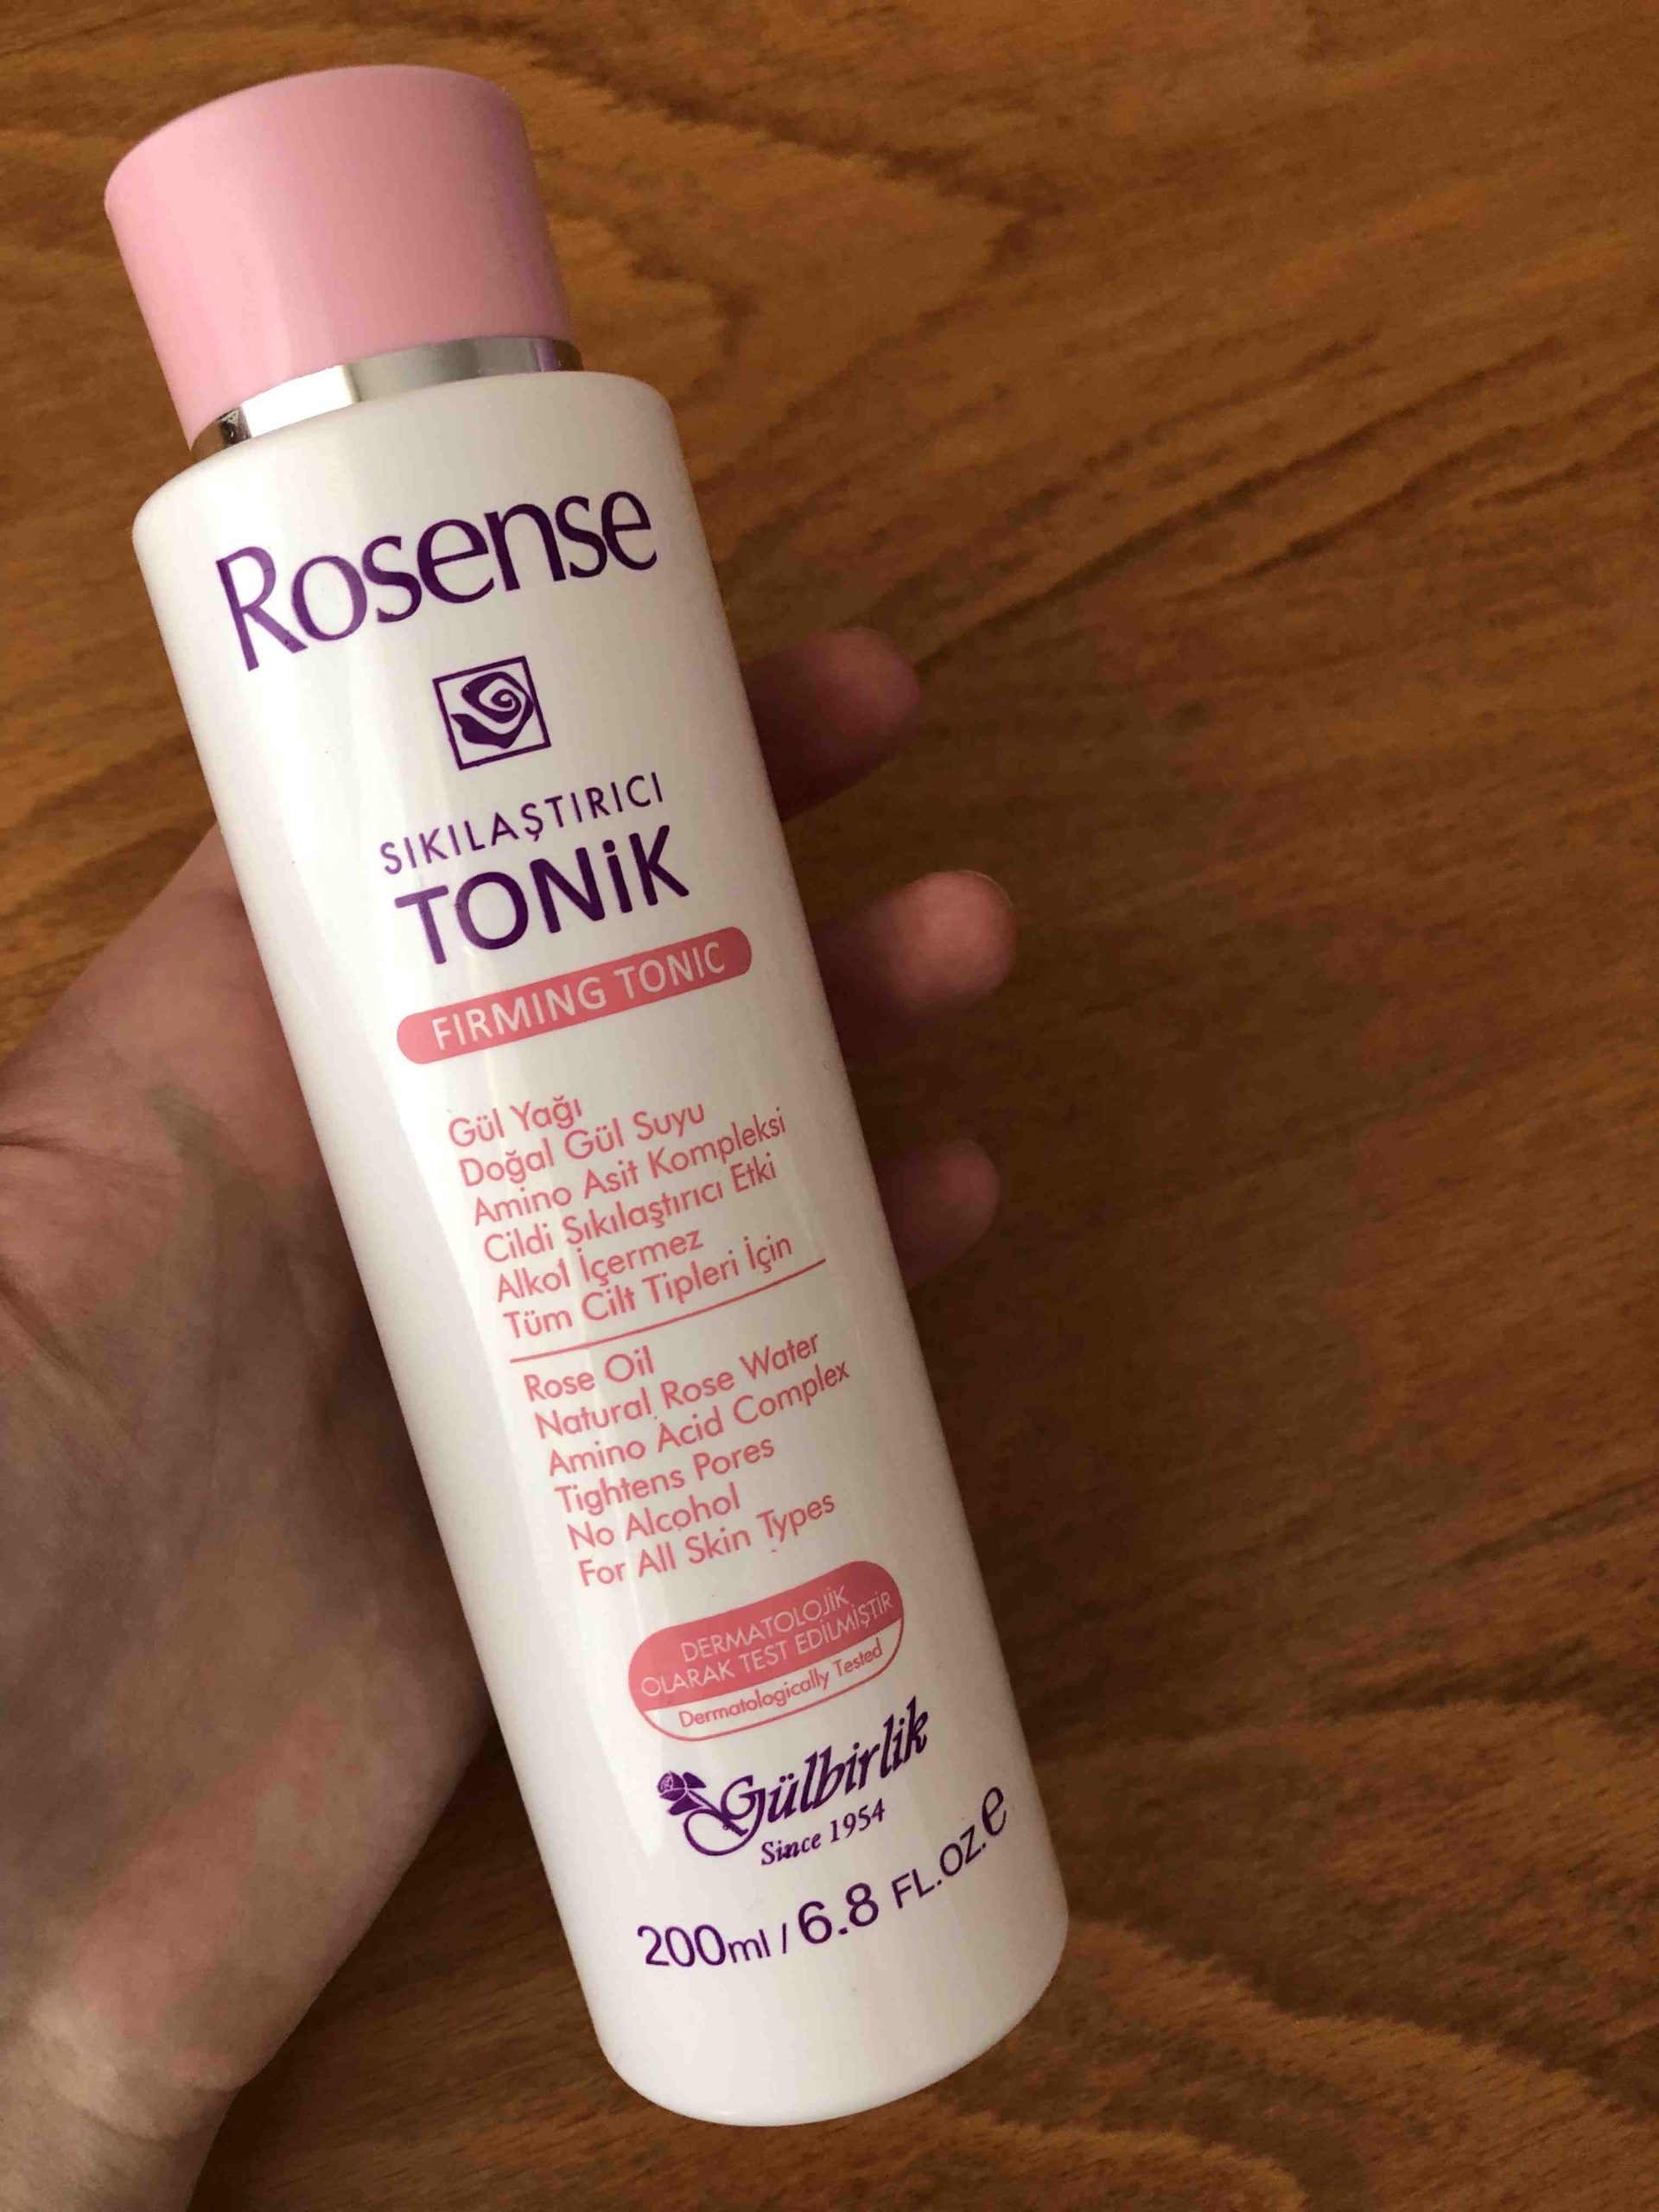 Rosense
SIKILAŞTIRICI
TONiK
FIRMING TONIC
Gül Yağı
Doğal Gül Suyu
Amino Asit Kompleksi
Cildi Sıkılaştırıcı Etki
Alkol İçermez
Tüm Cilt Tipleri İçin
Rose Oil
Natural Rose Water
Amino Acid Complex
Tightens Pores
No Alcohol
For All Skin Types
DERMATOLOJİK
OLARAK TEST EDİLMİŞTİR
Dermatologically Tested
Gülbirlik
Since 1954
200ml / 6.8 FL.OZ.e